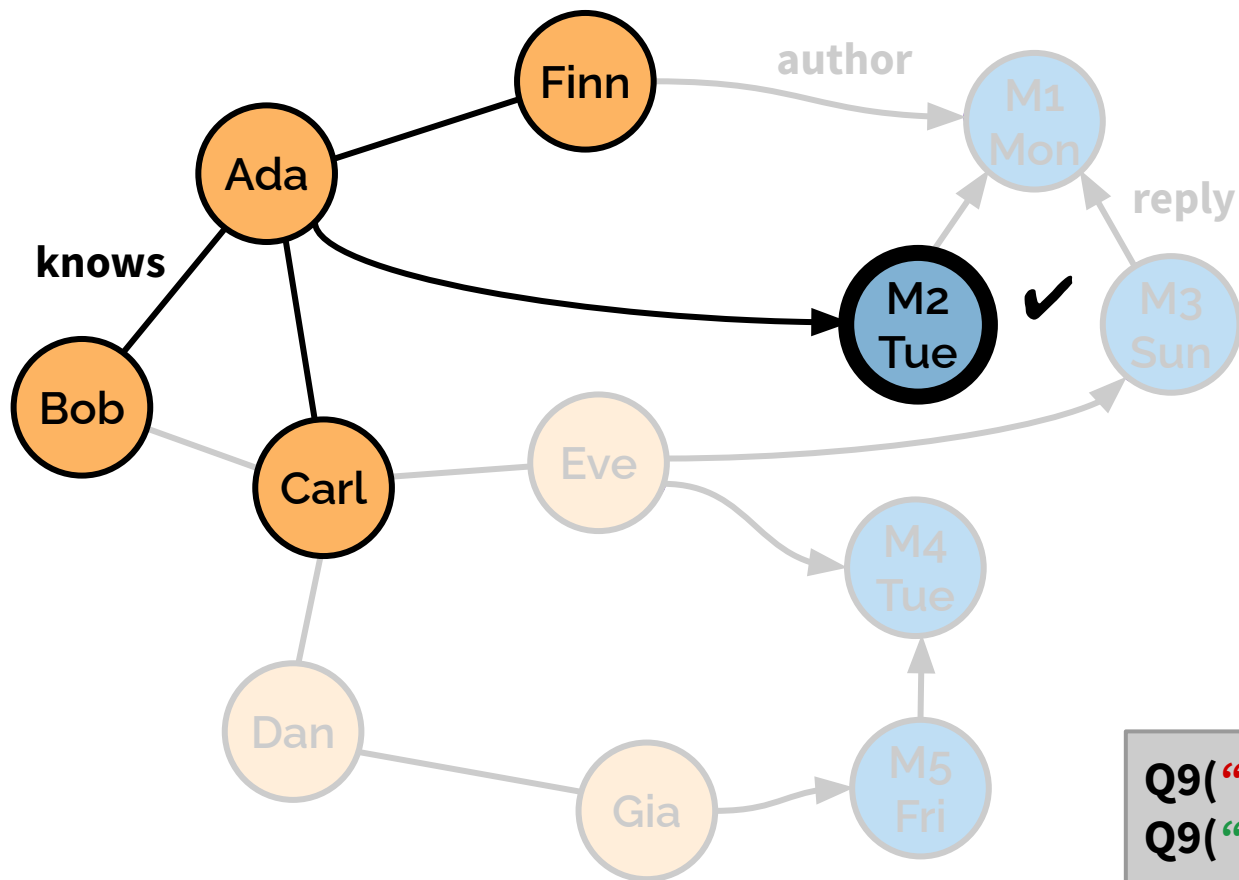 Finn
author
M1
Mon
Ada
reply
knows
M2
Tue
✔
M3
Sun
Bob
Eve
Carl
M4
Tue
Dan
M5
Fri
Gia
Q9(“
Q9(“